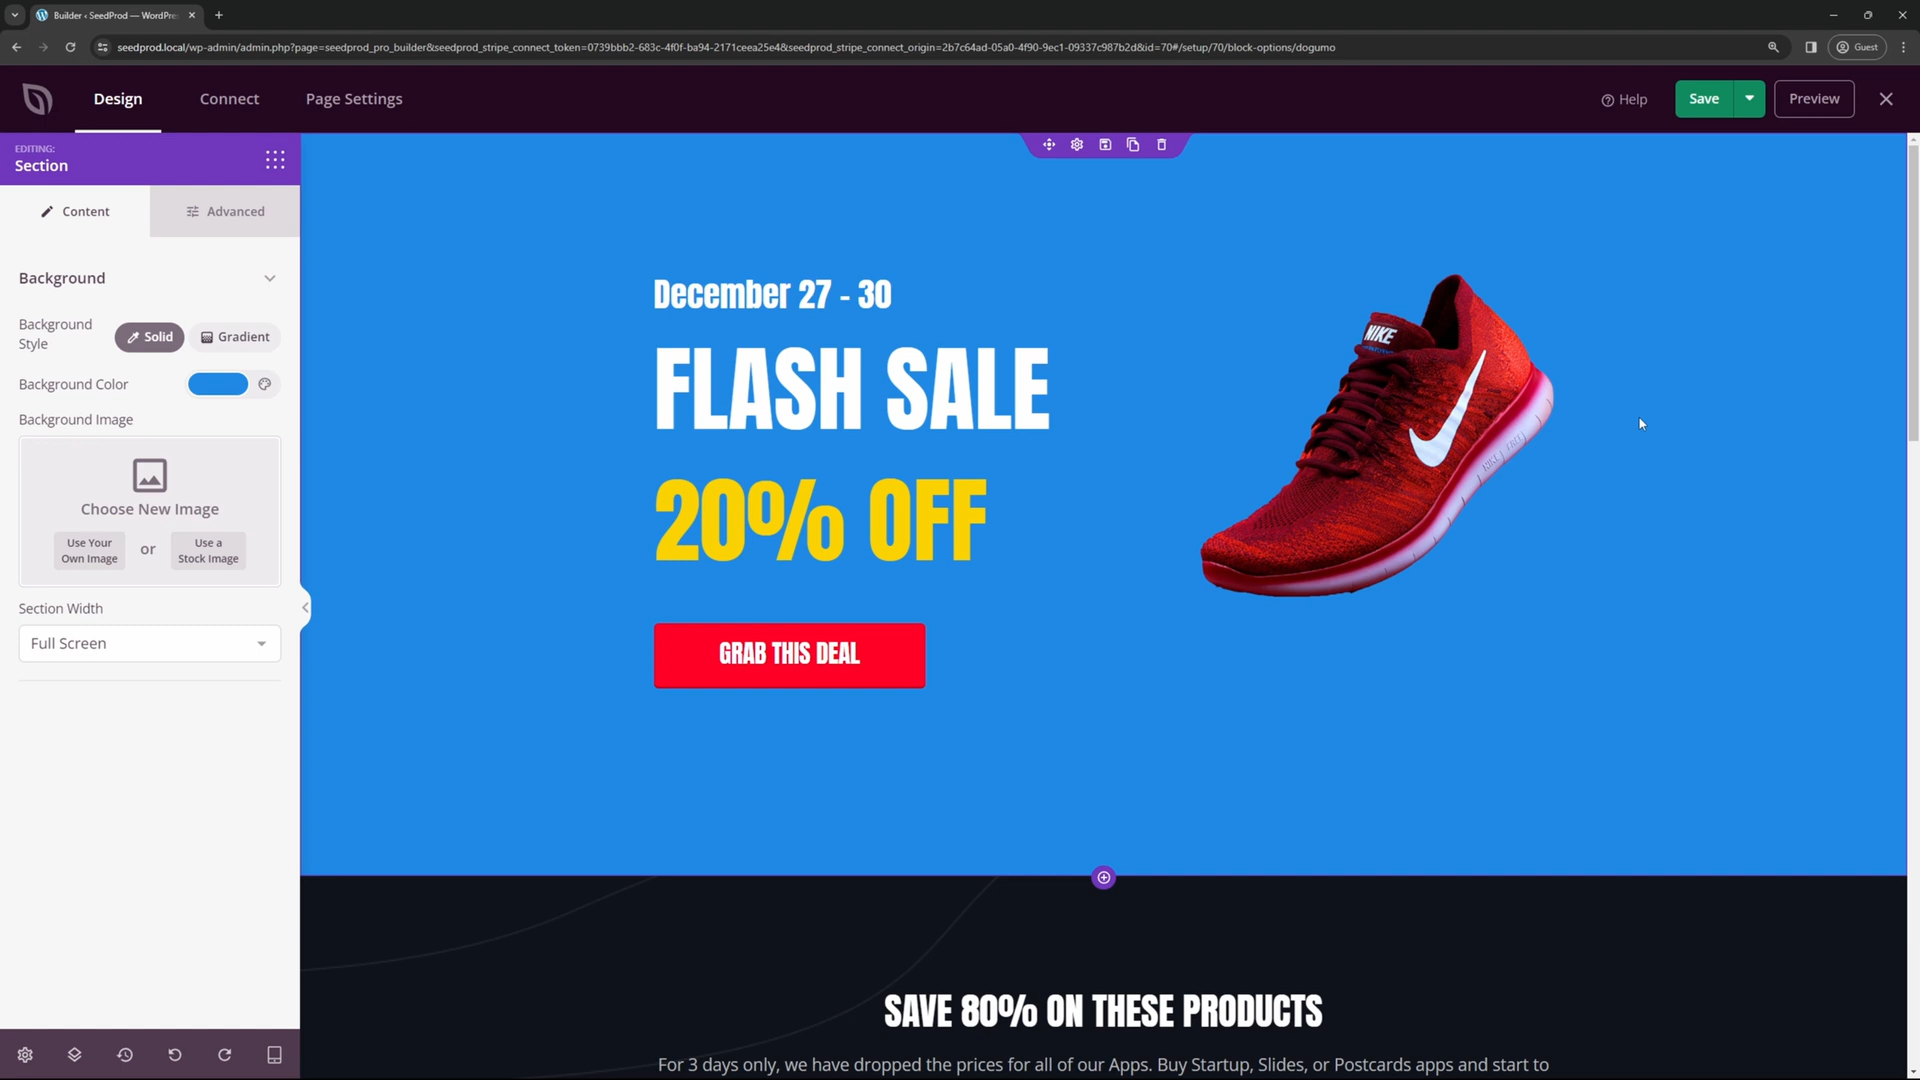 Builder ‹ SeedProd — WordPre
seedprod.local/wp-admin/admin.php?page=seedprod_pro_builder&seedprod_stripe_connect_token=0739bbb2-683c-4f0f-ba94-2171ceea25e4&seedprod_stripe_connect_origin=2b7c64ad-05a0-4f90-9ec1-09337c987b2d&id=70#/setup/70/block-options/dogumo
Guest
Design
Connect
Page Settings
Help
Save
Preview
EDITING:
Section
Content
Advanced
Background
Background
Style
Solid
Gradient
Background Color
Background Image
Choose New Image
Use Your
Own Image
or
Use a
Stock Image
Section Width
Full Screen
December 27 - 30
FLASH SALE
20% OFF
GRAB THIS DEAL
NIKE
NIKE FREE
SAVE 80% ON THESE PRODUCTS
For 3 days only, we have dropped the prices for all of our Apps. Buy Startup, Slides, or Postcards apps and start to